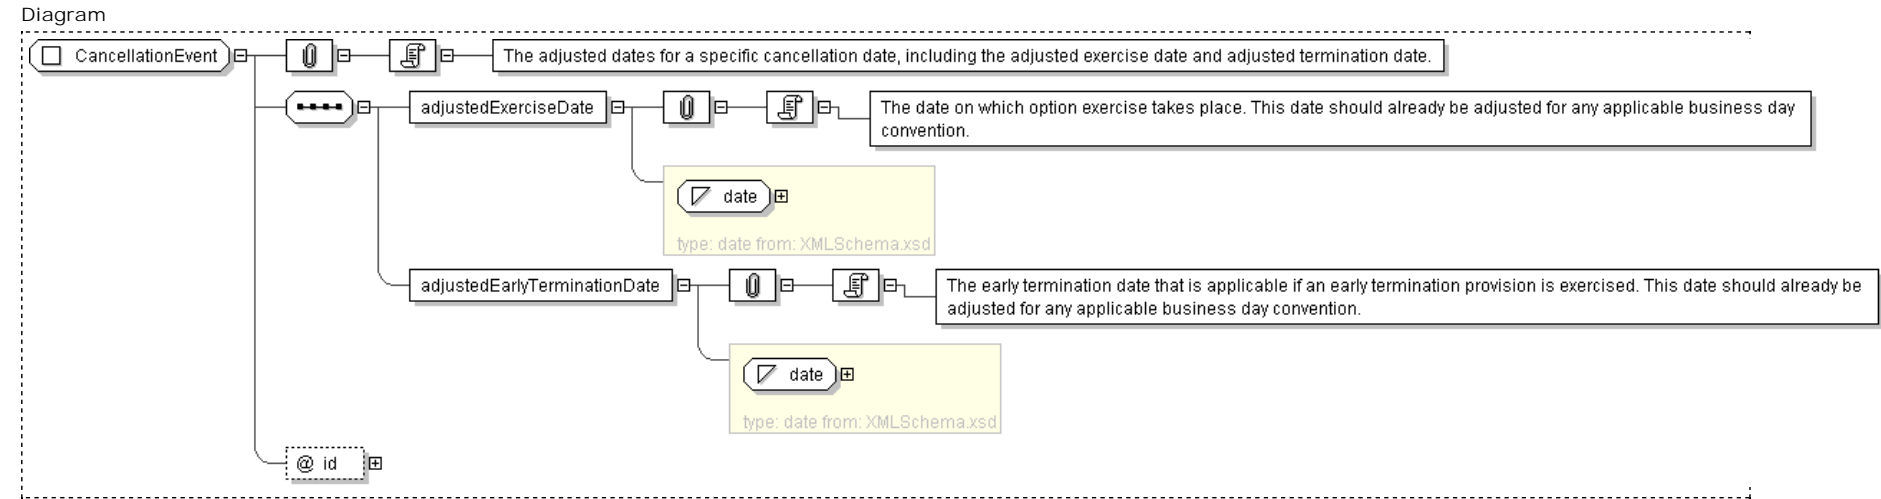 Diagram
CancellationEvent
The adjusted dates for a specific cancellation date, including the adjusted exercise date and adjusted termination date.
adjustedExerciseDate
The date on which option exercise takes place. This date should already be adjusted for any applicable business day
convention.
date
type: date from: XMLSchema.xsd
adjustedEarlyTerminationDate
The early termination date that is applicable if an early termination provision is exercised. This date should already be
adjusted for any applicable business day convention.
date
type: date from: XMLSchema.xsd
@ id